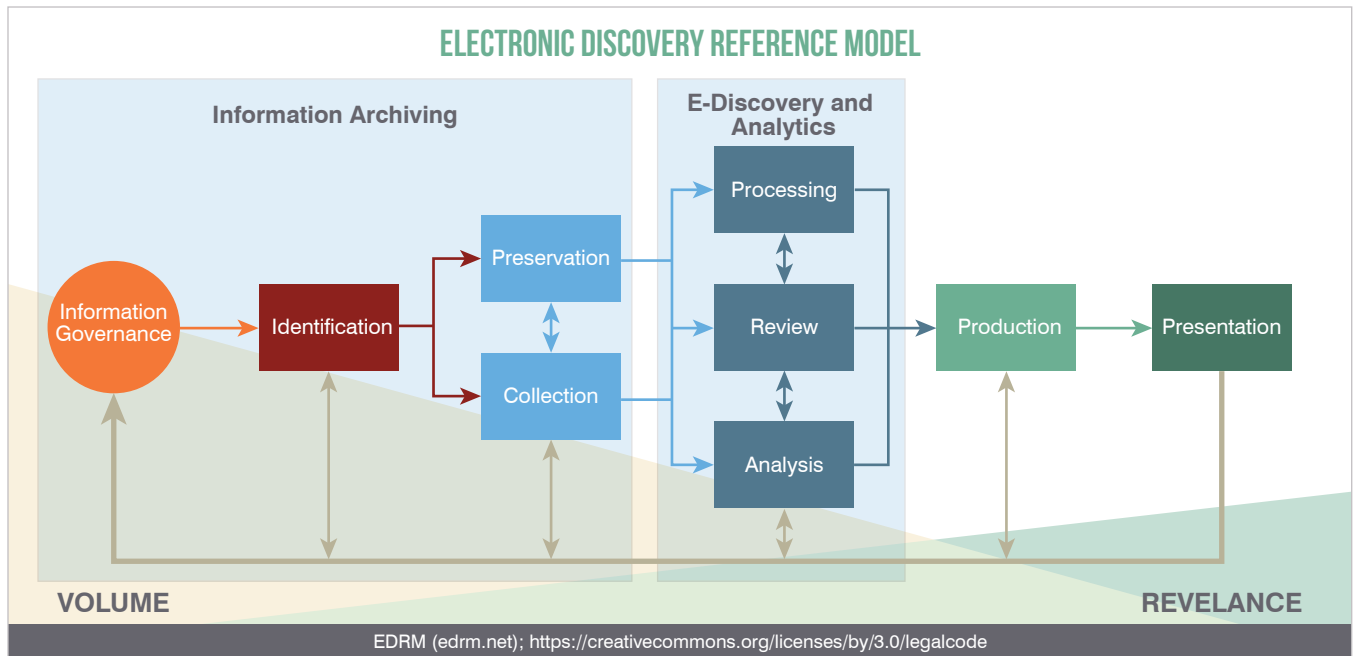 ELECTRONIC DISCOVERY REFERENCE MODEL
Information Archiving
E-Discovery and
Analytics
Information
Governance
Identification
Preservation
Collection
Processing
Review
Analysis
Production
Presentation
VOLUME
REVELANCE
EDRM (edrm.net); https://creativecommons.org/licenses/by/3.0/legalcode